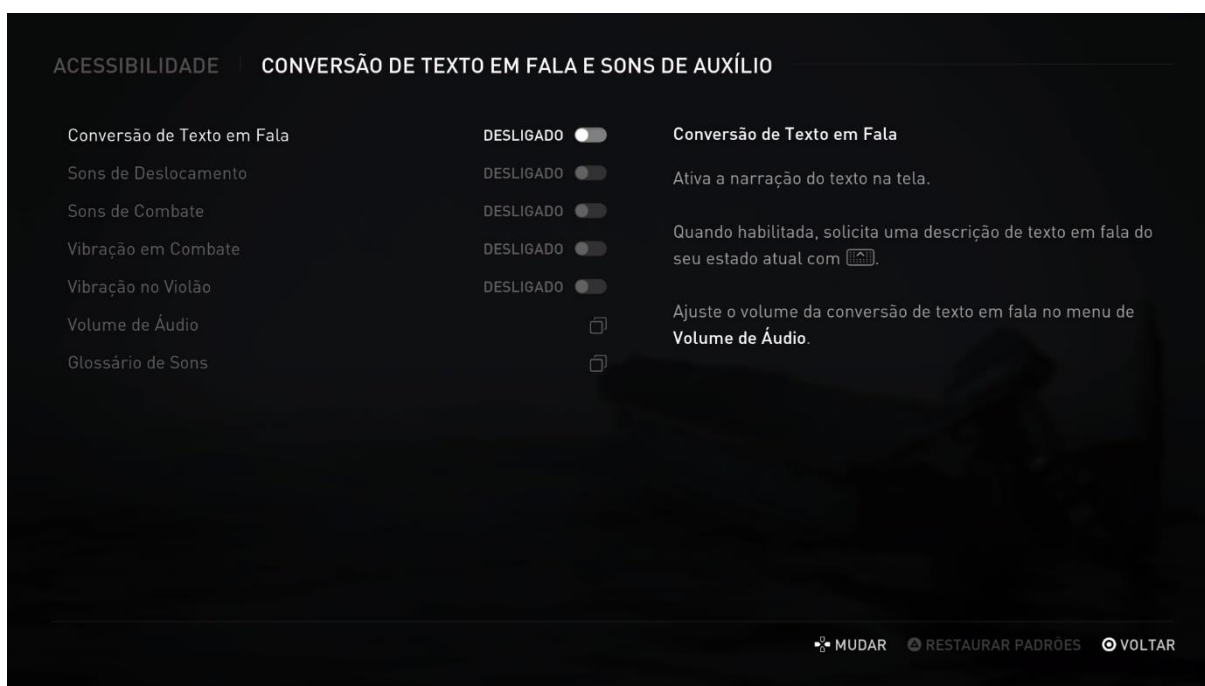 ACESSIBILIDADE CONVERSÃO DE TEXTO EM FALA E SONS DE AUXÍLIO
Conversão de Texto em Fala DESLIGADO
Sons de Deslocamento DESLIGADO
Sons de Combate DESLIGADO
Vibração em Combate DESLIGADO
Vibração no Violão DESLIGADO
Volume de Áudio
Glossário de Sons
Conversão de Texto em Fala
Ativa a narração do texto na tela.
Quando habilitada, solicita uma descrição de texto em fala do
seu estado atual com .
Ajuste o volume da conversão de texto em fala no menu de
Volume de Áudio.
MUDAR RESTAURAR PADRÕES VOLTAR